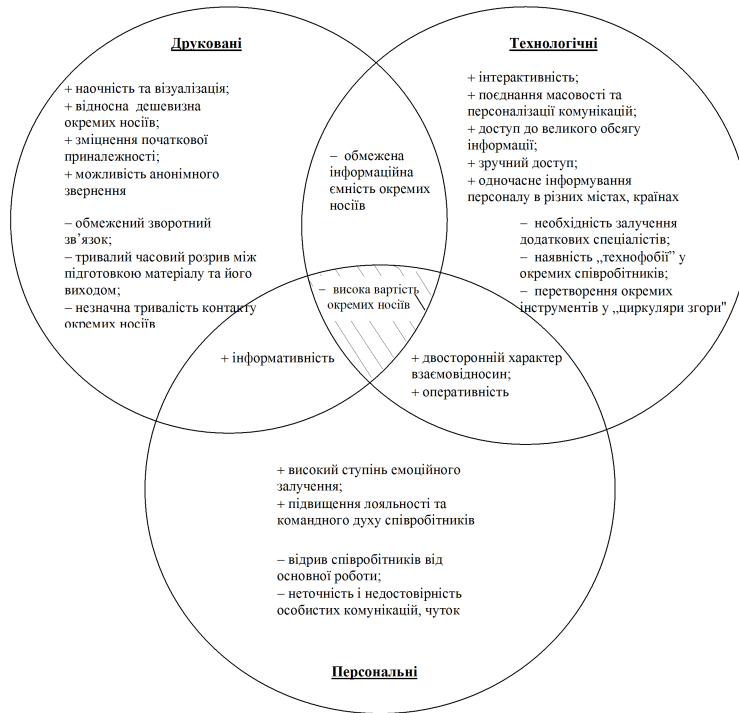 Друковані
+ наочність та візуалізація;
+ відносна дешевизна
окремих носіїв;
+ зміцнення початкової
приналежності;
+ можливість анонімного
звернення
– обмежений зворотний
зв’язок;
– тривалий часовий розрив між
підготовкою матеріалу та його
виходом;
– незначна тривалість контакту
окремих носіїв
Технологічні
+ інтерактивність;
+ поєднання масовості та
персоналізації комунікацій;
+ доступ до великого обсягу
інформації;
+ зручний доступ;
+ одночасне інформування
персоналу в різних містах, країнах
– необхідність залучення
додаткових спеціалістів;
– наявність „технофобії” у
окремих співробітників;
– перетворення окремих
інструментів у „циркуляри згори"
– обмежена
інформаційна
ємність окремих
носіїв
– висока вартість
окремих носіїв
+ інформативність
+ двосторонній характер
взаємовідносин;
+ оперативність
+ високий ступінь емоційного
залучення;
+ підвищення лояльності та
командного духу співробітників
– відрив співробітників від
основної роботи;
– неточність і недостовірність
особистих комунікацій, чуток
Персональні